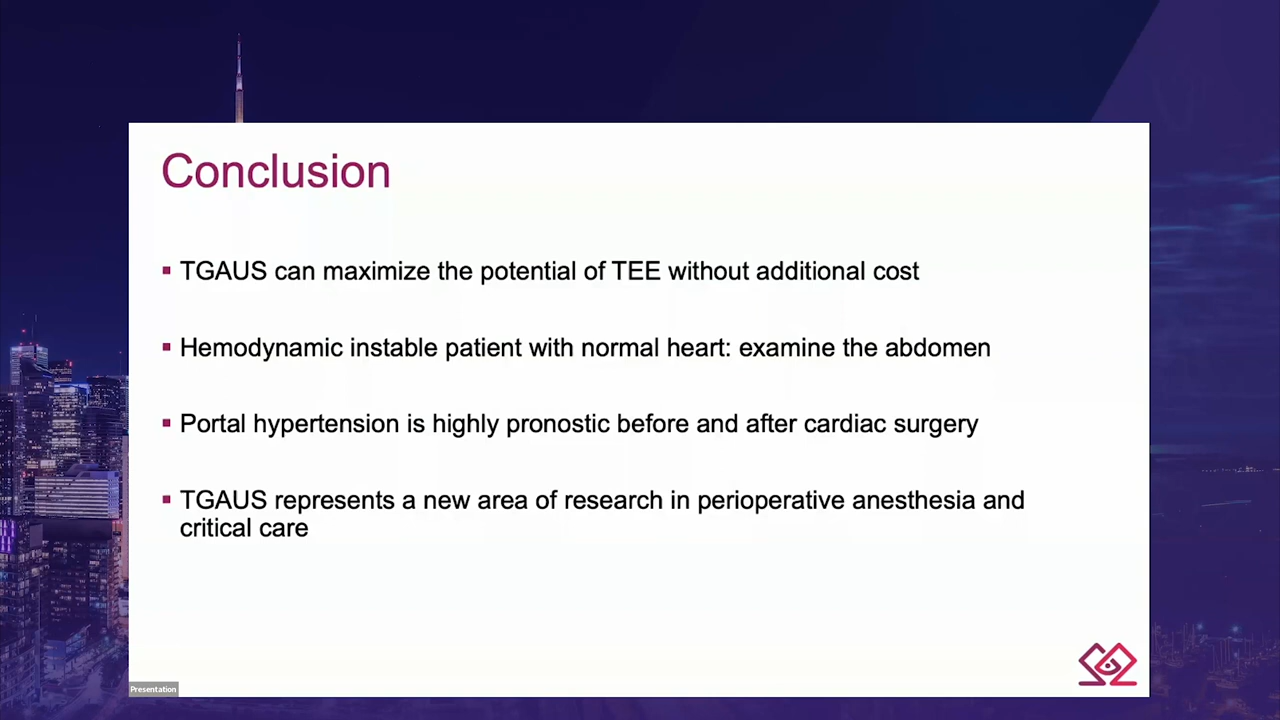 Conclusion
▪ TGAUS can maximize the potential of TEE without additional cost
▪ Hemodynamic instable patient with normal heart: examine the abdomen
▪ Portal hypertension is highly pronostic before and after cardiac surgery
▪ TGAUS represents a new area of research in perioperative anesthesia and
critical care
Presentation